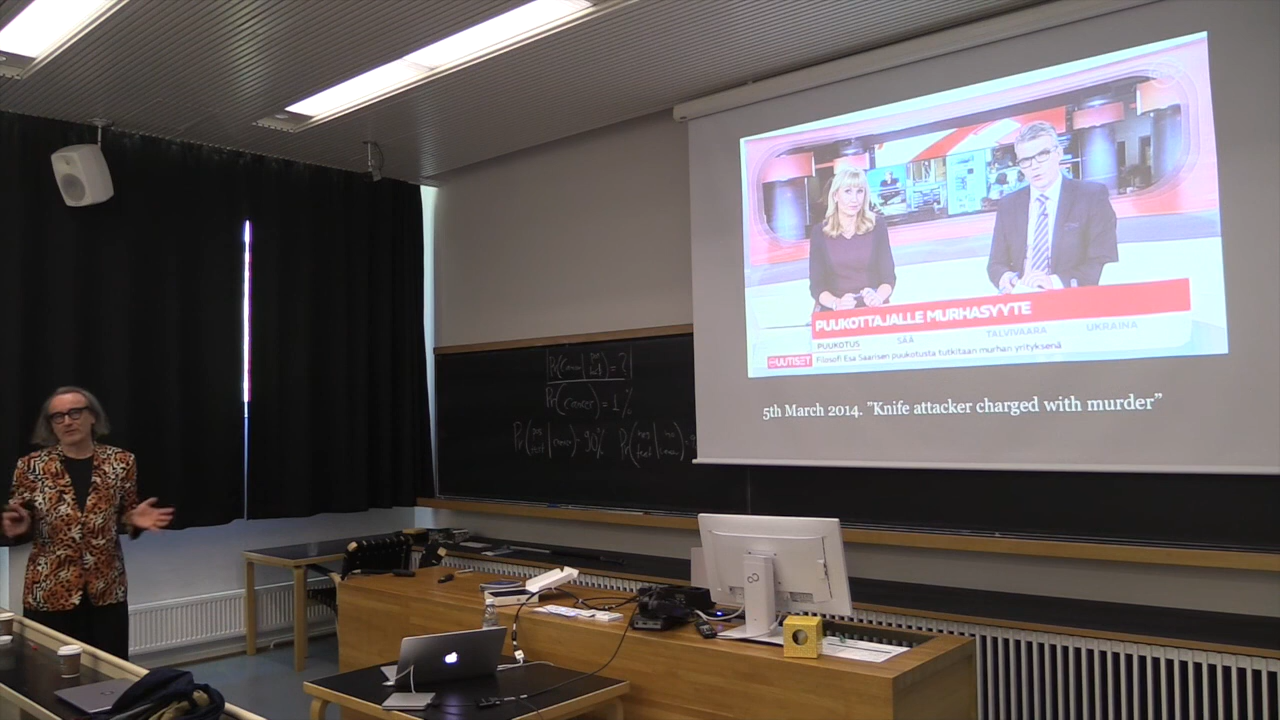 PUUKOTTAJALLE MURHASYYTE
PUUKOTUS SÄÄ TALVIVAARA UKRAINA
UUTISET Filosofi Esa Saarisen puukotusta tutkitaan murhan yrityksenä
5th March 2014. "Knife attacker charged with murder"
Pr(cancer | pos test) = ?
Pr(cancer) = 1%
Pr(pos test | cancer) = 90% Pr(